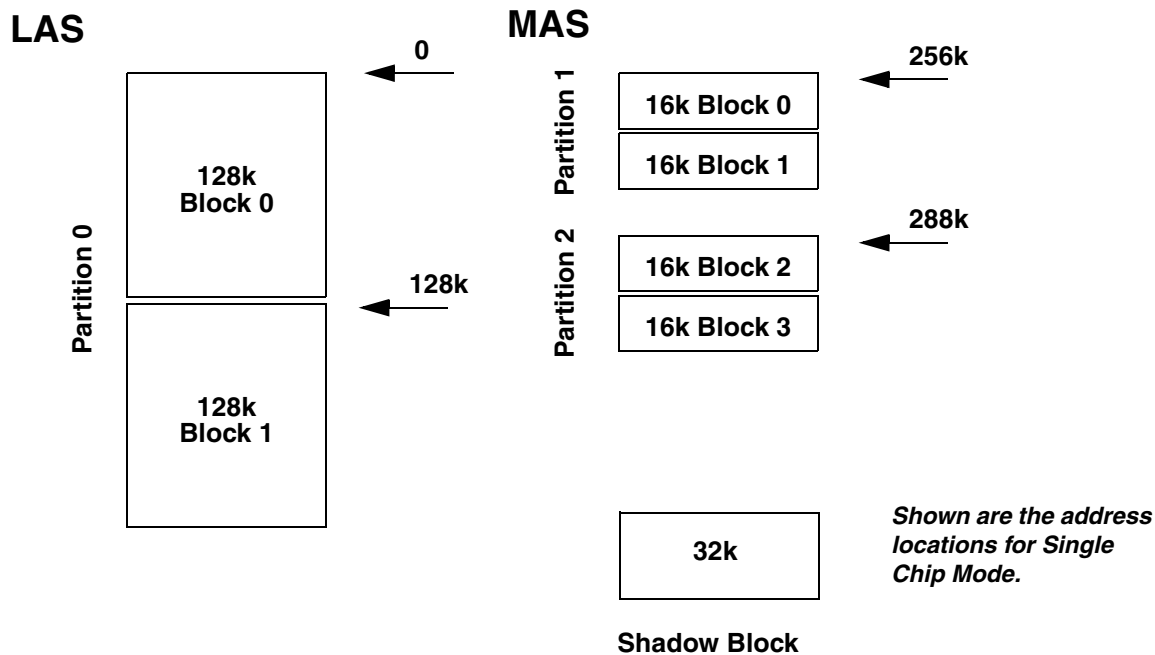 LAS
0
128k
Block 0
Partition 0
128k
128k
Block 1
MAS
Partition 1
16k Block 0
16k Block 1
256k
Partition 2
16k Block 2
16k Block 3
288k
32k
Shadow Block
Shown are the address
locations for Single
Chip Mode.